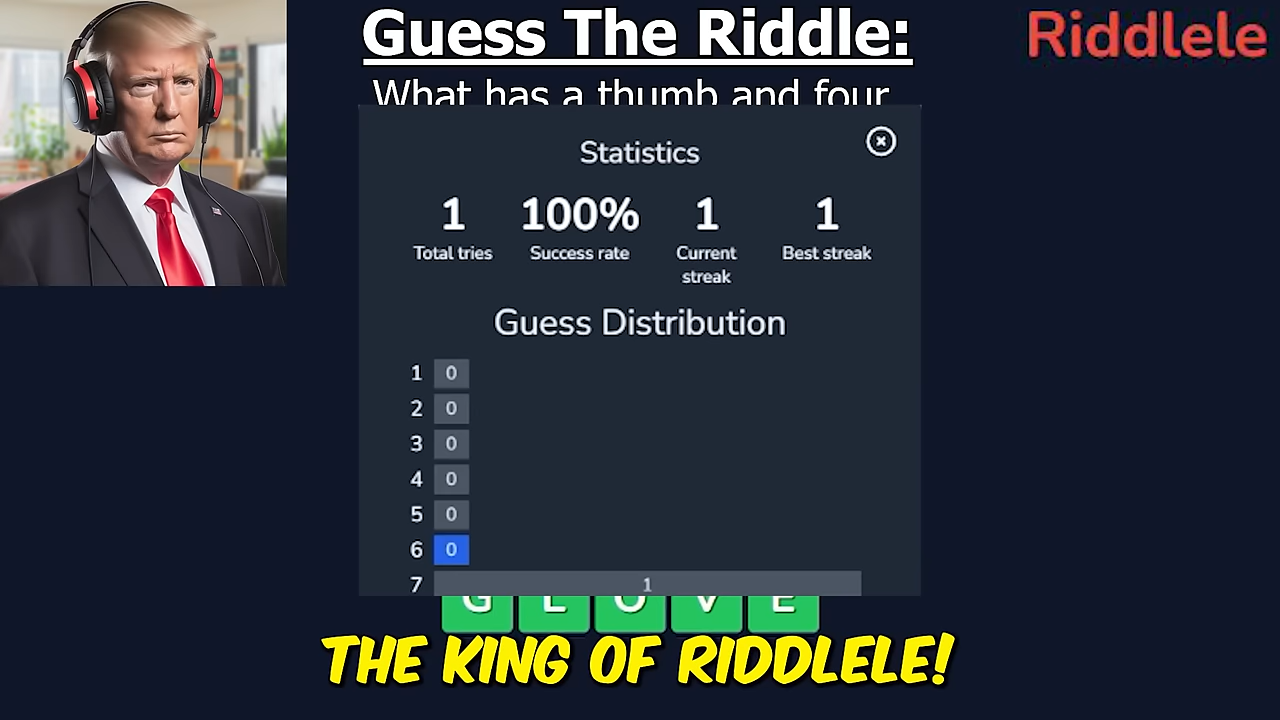 Guess The Riddle:
Riddlele
What has a thumb and four
Statistics
1 100% 1 1
Total tries Success rate Current streak Best streak
Guess Distribution
1 0
2 0
3 0
4 0
5 0
6 0
7 1
GLOVE
THE KING OF RIDDLELE!